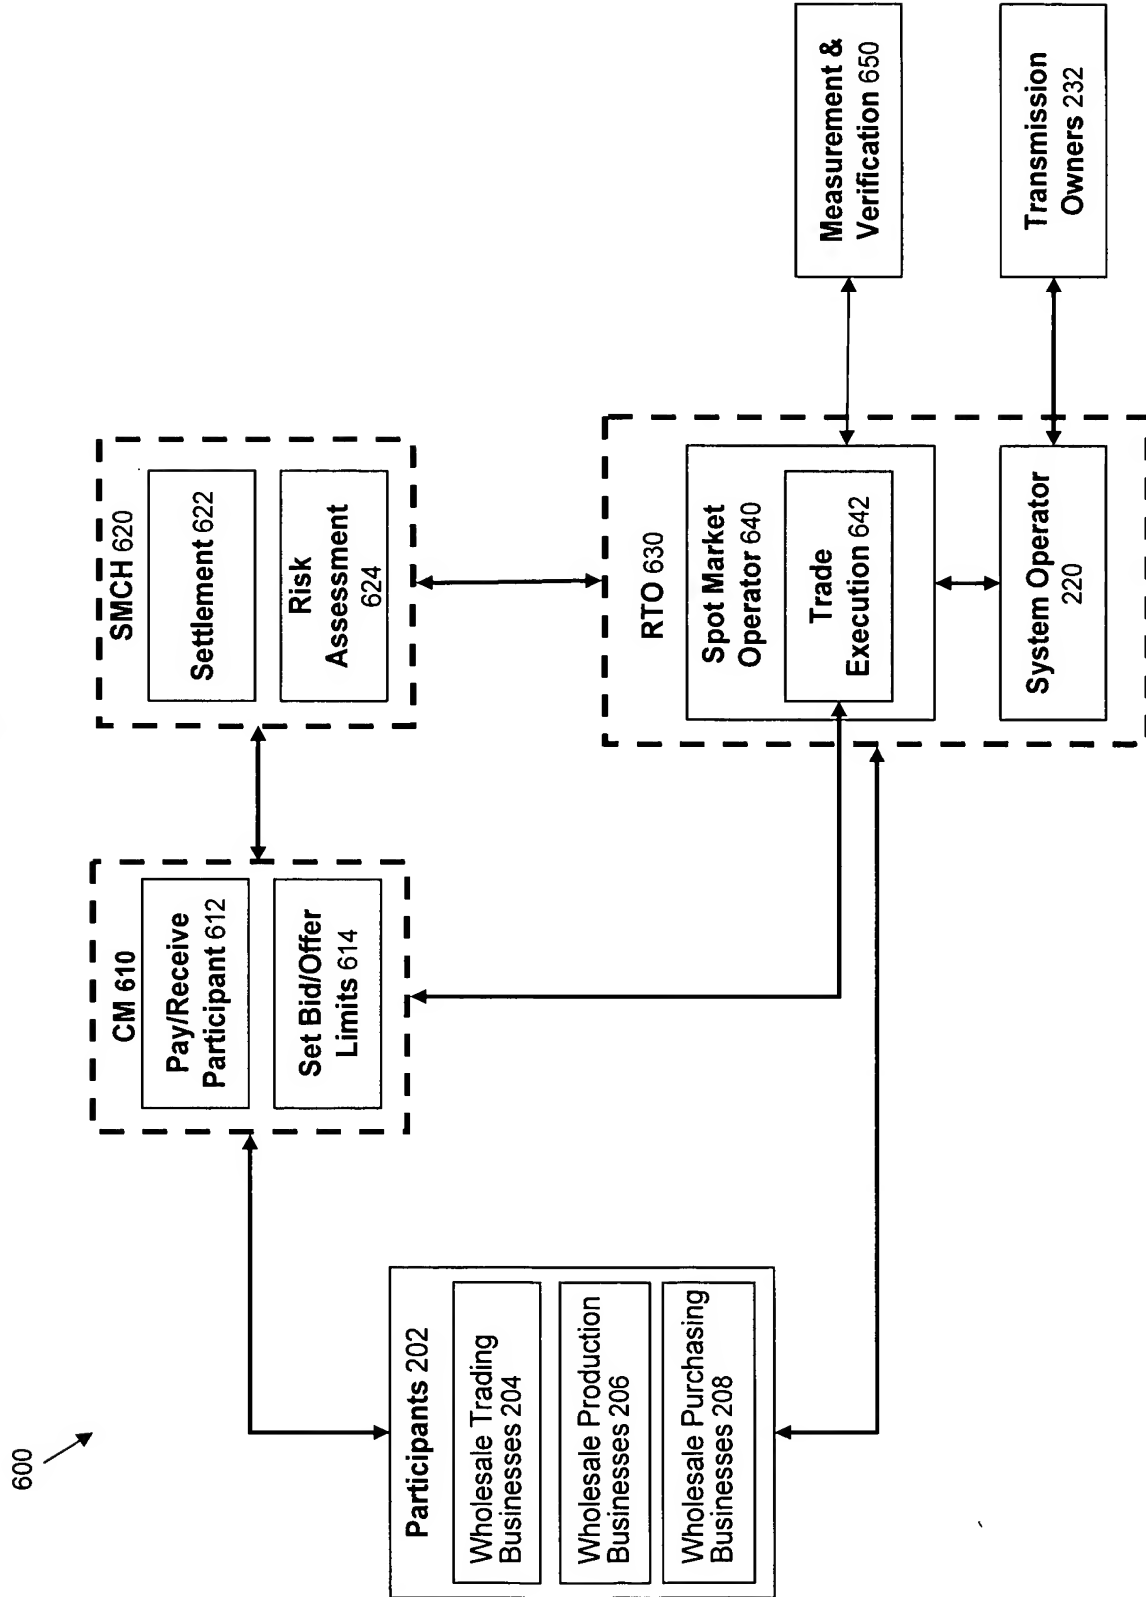 600
Participants 202
Wholesale Trading
Businesses 204
Wholesale Production
Businesses 206
Wholesale Purchasing
Businesses 208
CM 610
Pay/Receive
Participant 612
Set Bid/Offer
Limits 614
SMCH 620
Settlement 622
Risk
Assessment
624
RTO 630
Spot Market
Operator 640
Trade
Execution 642
System Operator
220
Measurement &
Verification 650
Transmission
Owners 232